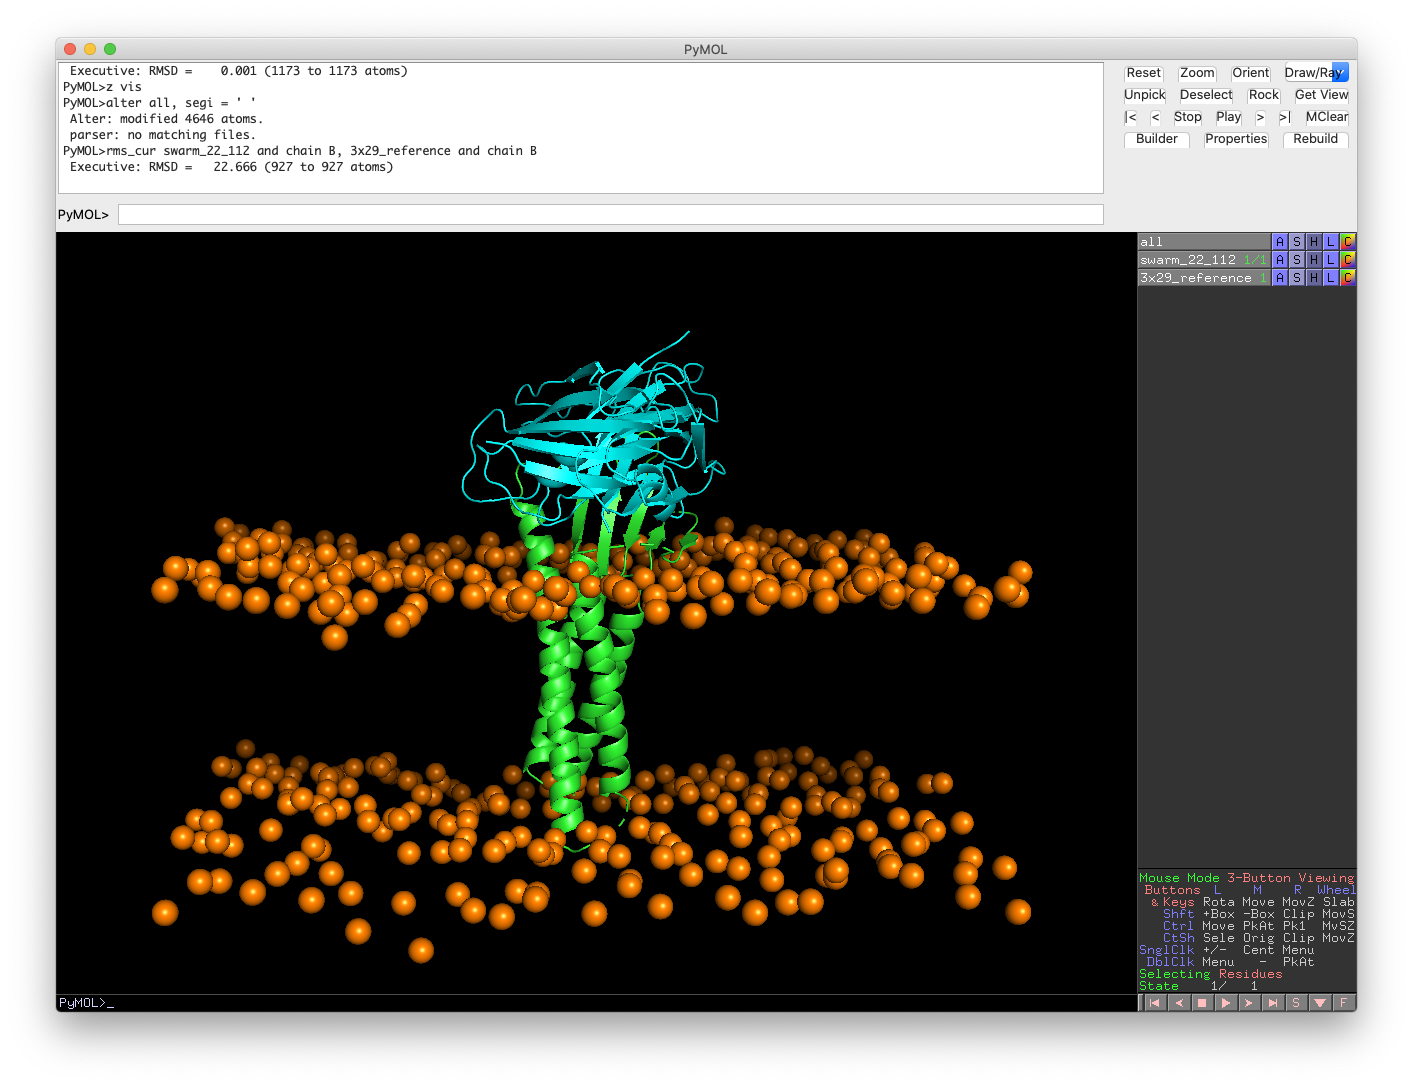 PyMOL
Executive: RMSD =    0.001 (1173 to 1173 atoms)
PyMOL>z vis
PyMOL>alter all, segi = ' '
Alter: modified 4646 atoms.
parser: no matching files.
PyMOL>rms_cur swarm_22_112 and chain B, 3x29_reference and chain B
Executive: RMSD =   22.666 (927 to 927 atoms)
PyMOL>
Reset Zoom Orient Draw/Ray
Unpick Deselect Rock Get View
|< < Stop Play > >| MClear
Builder Properties Rebuild
all A S H L C
swarm_22_112 1/1 A S H L C
3x29_reference 1 A S H L C
Mouse Mode 3-Button Viewing
Buttons L M R Wheel
& Keys Rota Move MovZ Slab
Shft +Box -Box Clip MovS
Ctrl Move PkAt Pk1 MvSZ
CtSh Sele Orig Clip MovZ
SnglClk +/- Cent Menu
DblClk Menu - PkAt
Selecting Residues
State 1/ 1
PyMOL>_
S F